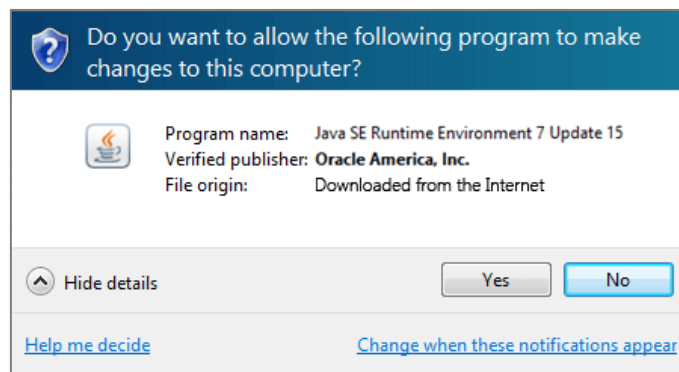 Do you want to allow the following program to make
changes to this computer?
Program name: Java SE Runtime Environment 7 Update 15
Verified publisher: Oracle America, Inc.
File origin: Downloaded from the Internet
Hide details
Yes
No
Help me decide
Change when these notifications appear